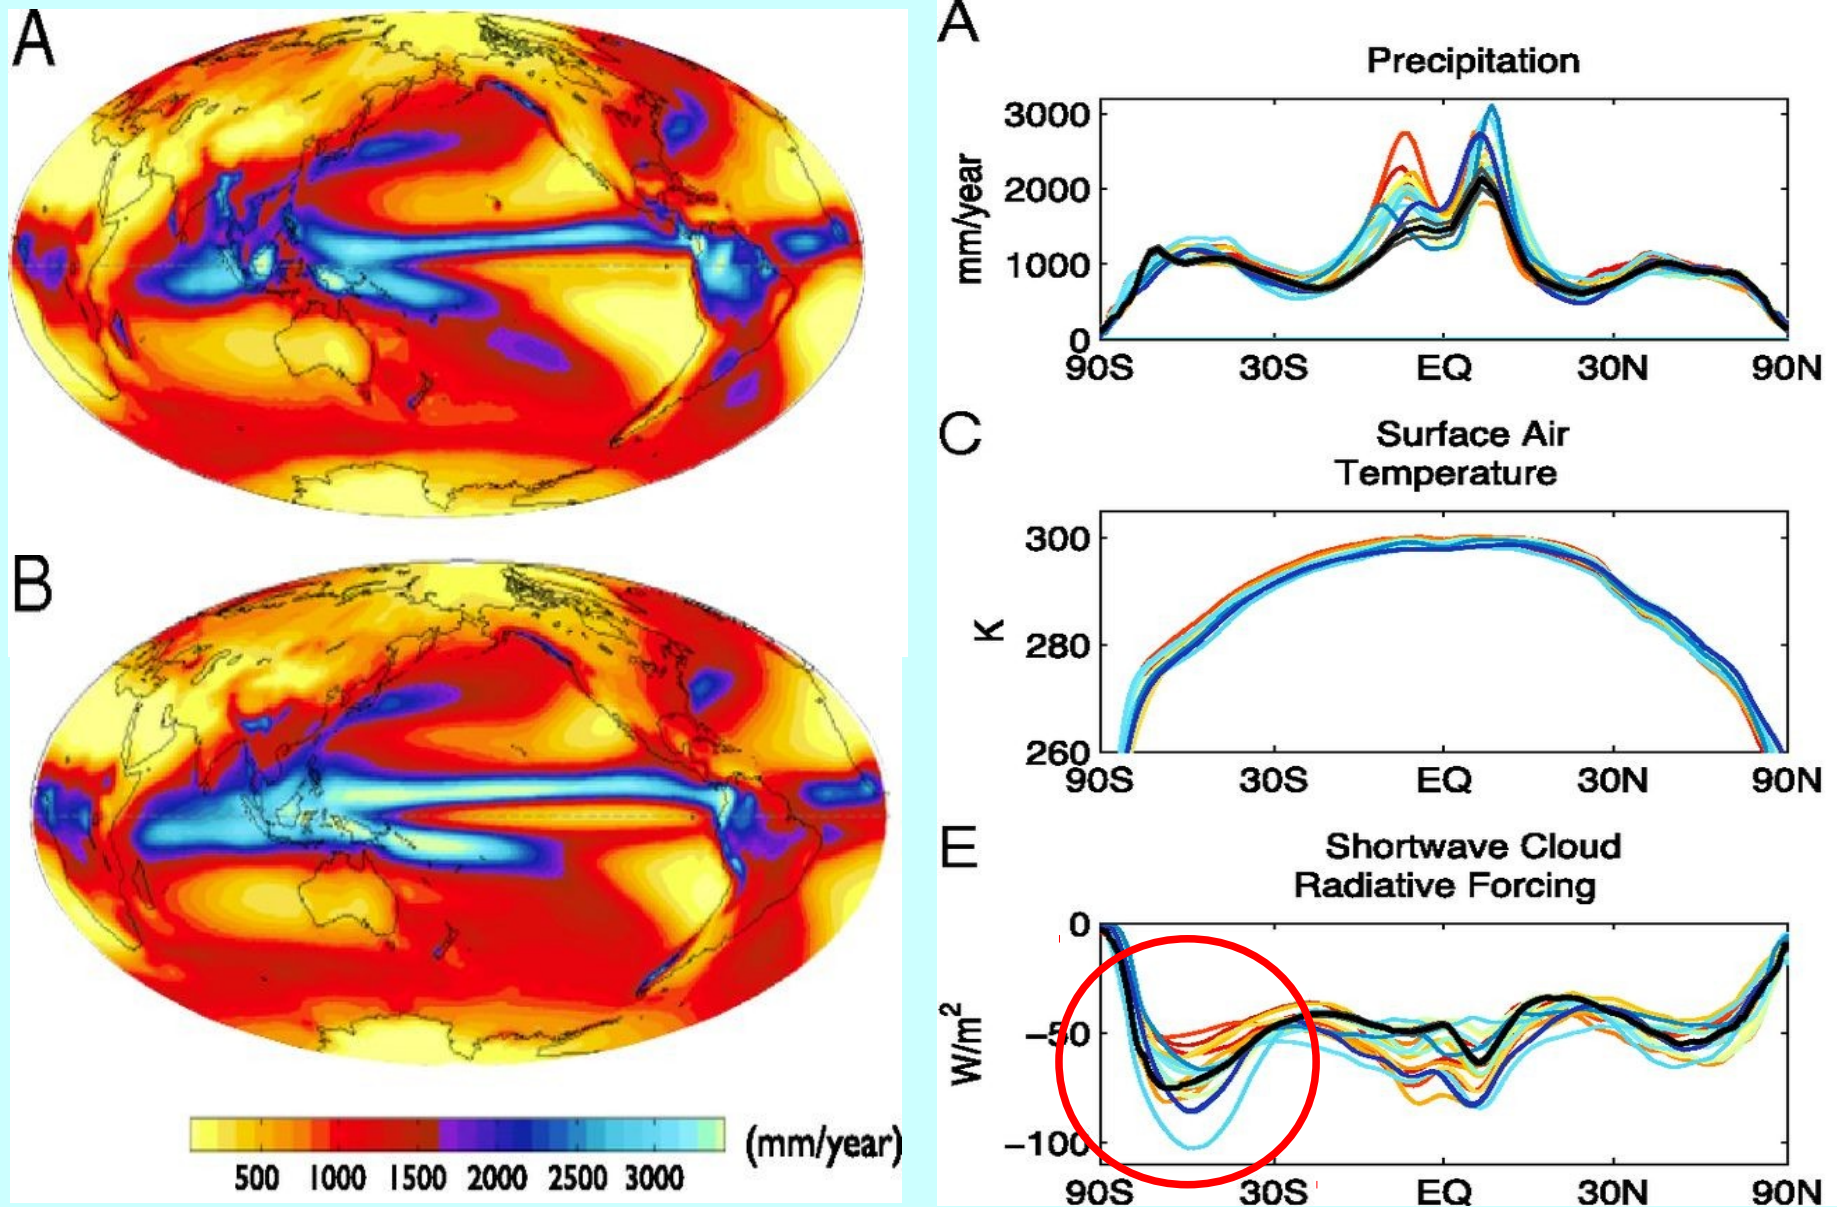 A
B
500 1000 1500 2000 2500 3000 (mm/year)
A
Precipitation
mm/year
3000
2000
1000
0
90S 30S EQ 30N 90N
C
Surface Air
Temperature
K
300
280
260
90S 30S EQ 30N 90N
E
Shortwave Cloud
Radiative Forcing
W/m²
0
−50
−100
90S 30S EQ 30N 90N